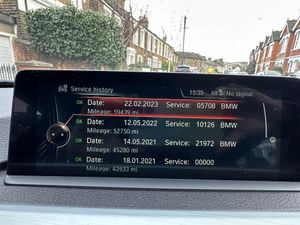 Service history
15:35 No signal
OK Date: 22.02.2023 Service: 05708 BMW
Mileage: 59439 mi
OK Date: 12.05.2022 Service: 10126 BMW
Mileage: 52750 mi
OK Date: 14.05.2021 Service: 21972 BMW
Mileage: 45280 mi
OK Date: 18.01.2021 Service: 00000
Mileage: 42633 mi